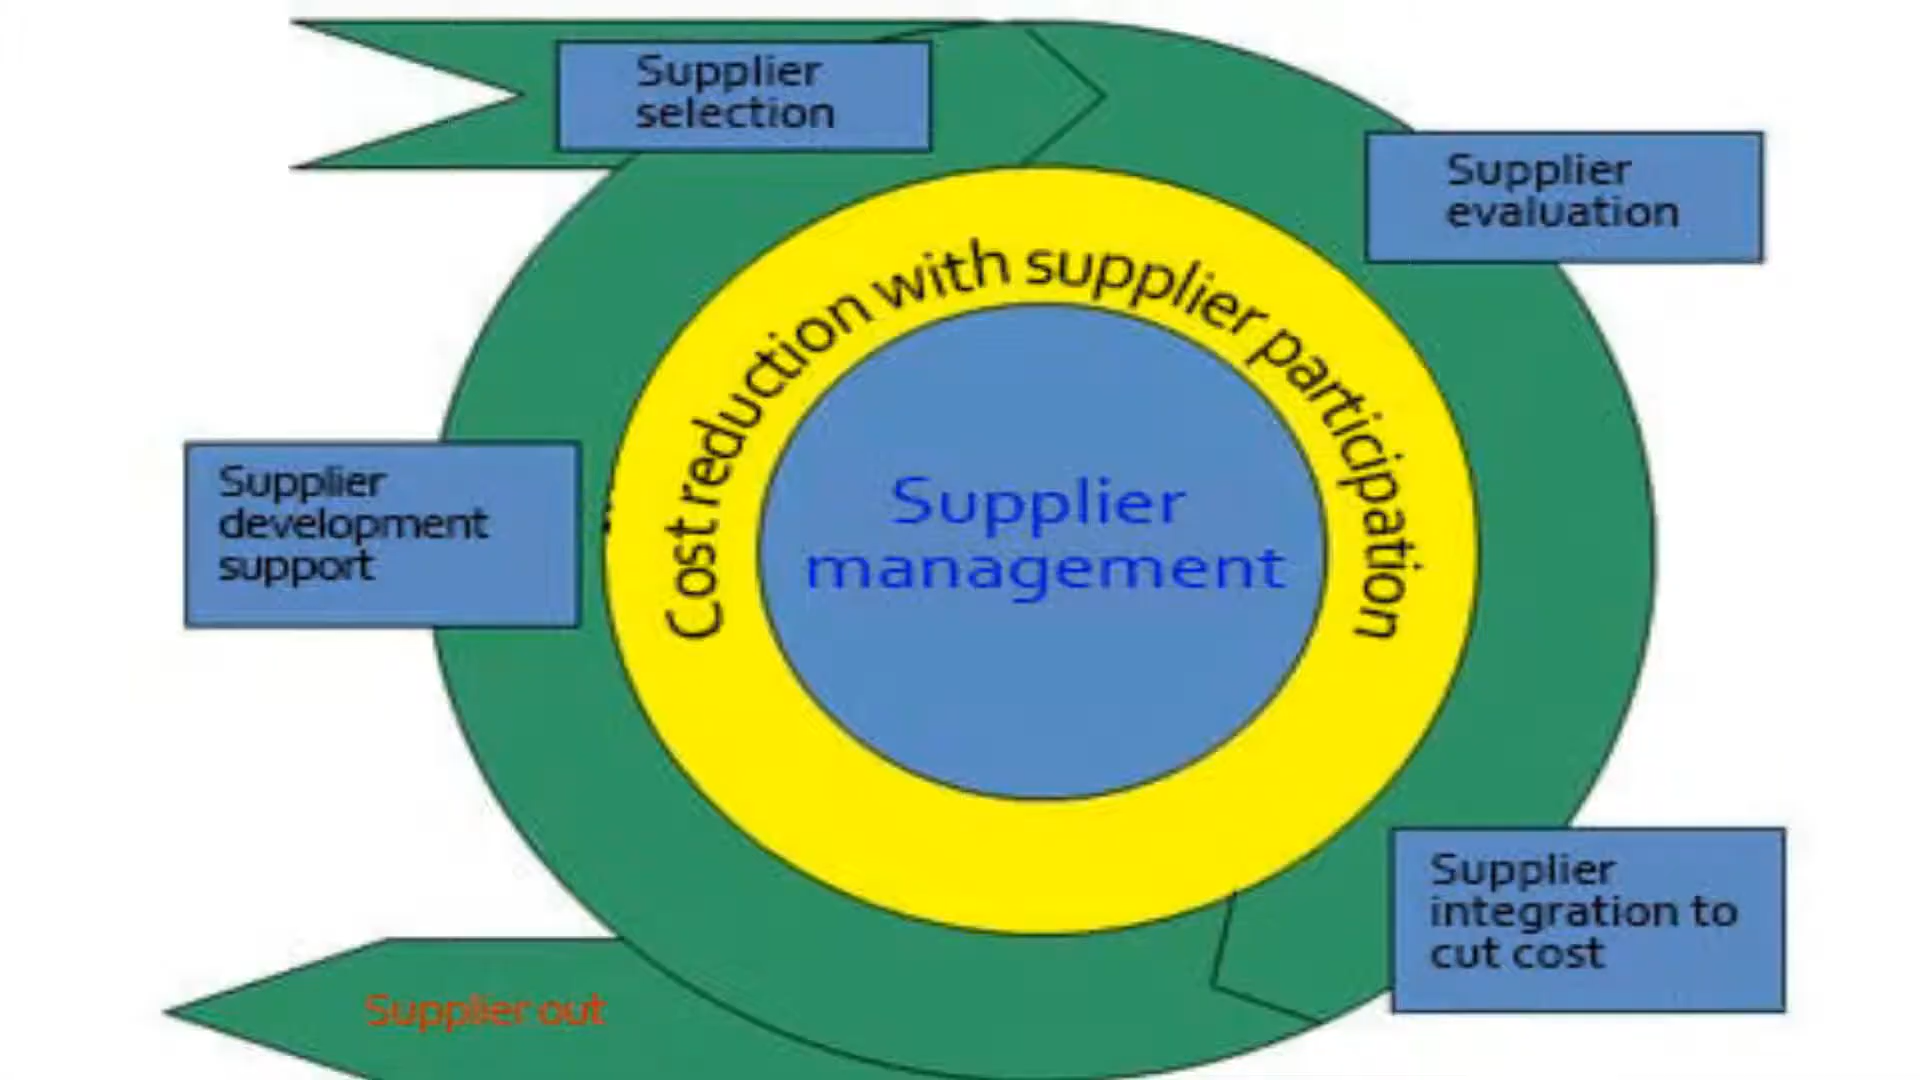 Supplier
selection
Supplier
evaluation
Cost reduction with supplier participation
Supplier
management
Supplier
development
support
Supplier
integration to
cut cost
Supplier out